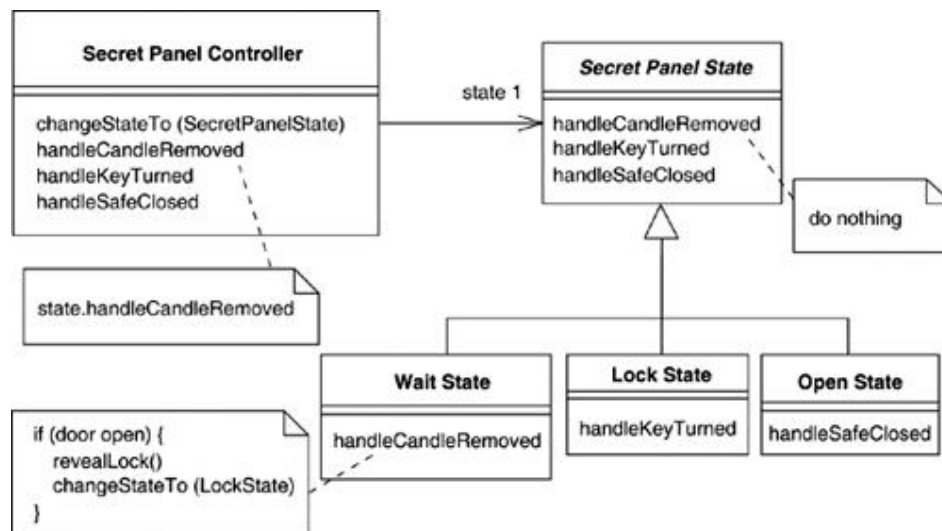 Secret Panel Controller
changeStateTo (SecretPanelState)
handleCandleRemoved
handleKeyTurned
handleSafeClosed
state 1
Secret Panel State
handleCandleRemoved
handleKeyTurned
handleSafeClosed
do nothing
state.handleCandleRemoved
Wait State
handleCandleRemoved
Lock State
handleKeyTurned
Open State
handleSafeClosed
if (door open) {
revealLock()
changeStateTo (LockState)
}